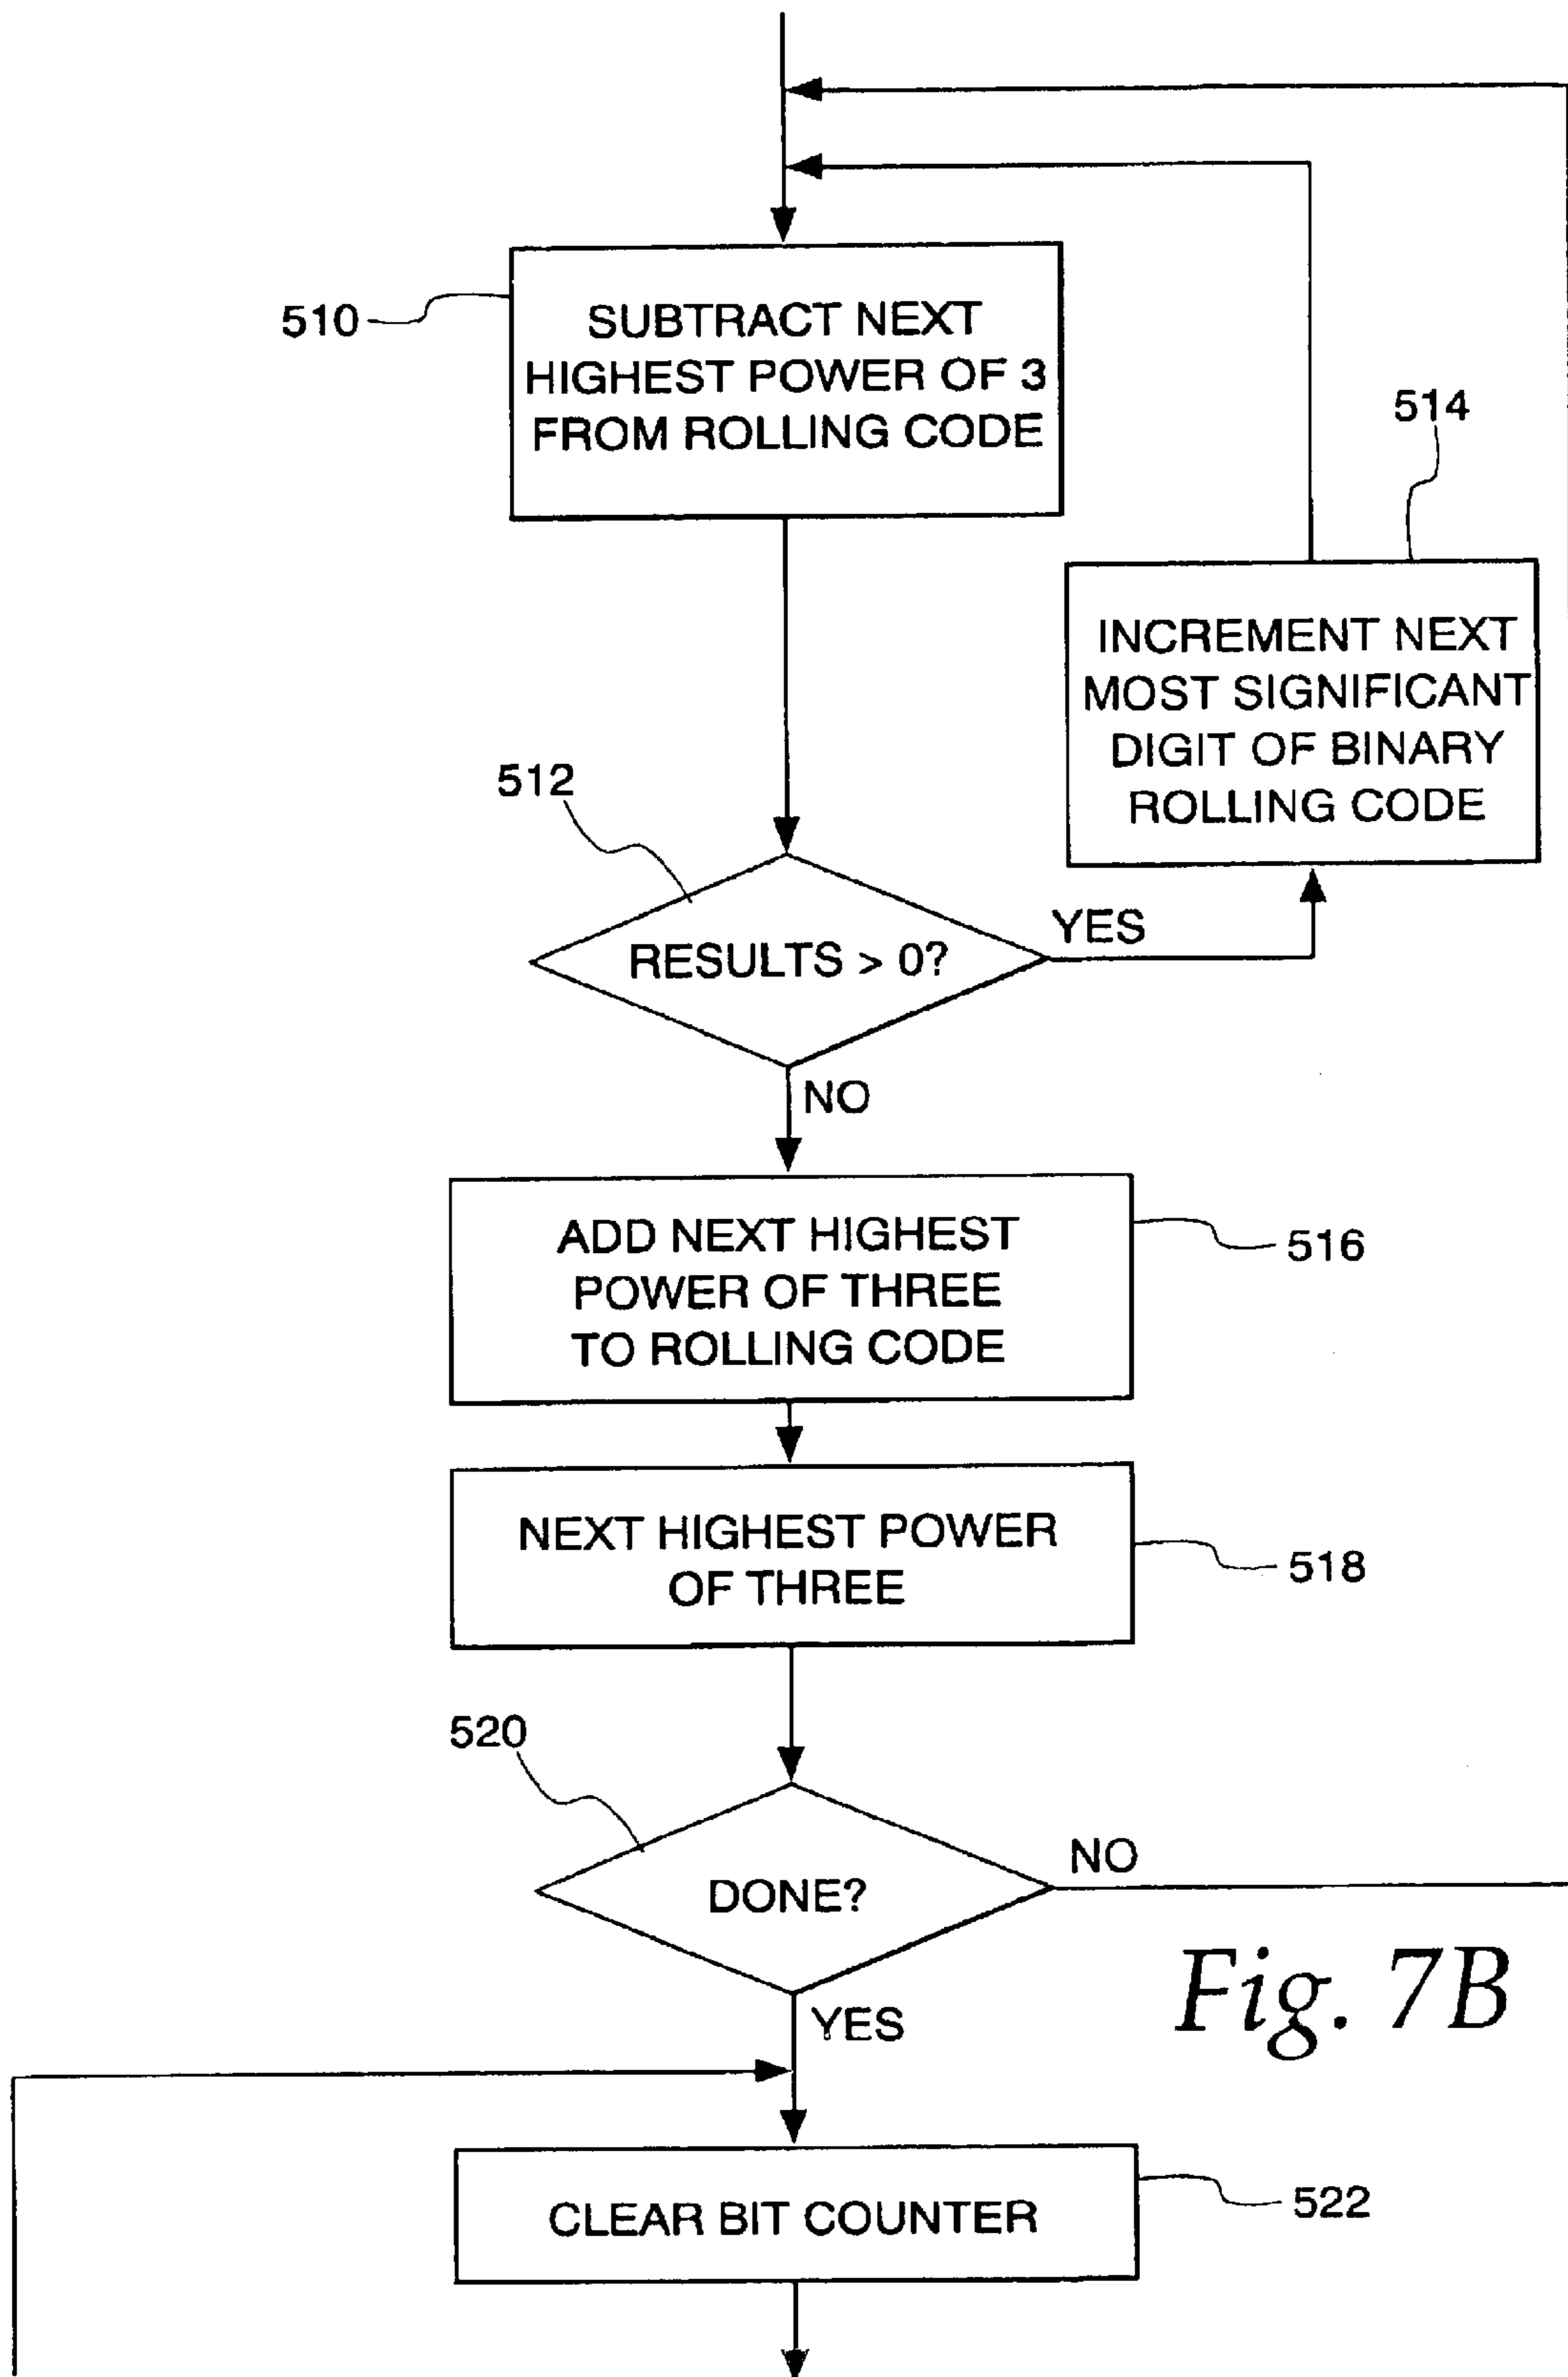 510
SUBTRACT NEXT
HIGHEST POWER OF 3
FROM ROLLING CODE
514
INCREMENT NEXT
MOST SIGNIFICANT
DIGIT OF BINARY
ROLLING CODE
512
RESULTS > 0?
YES
NO
ADD NEXT HIGHEST
POWER OF THREE
TO ROLLING CODE
516
NEXT HIGHEST POWER
OF THREE
518
520
DONE?
NO
YES
Fig. 7B
CLEAR BIT COUNTER
522